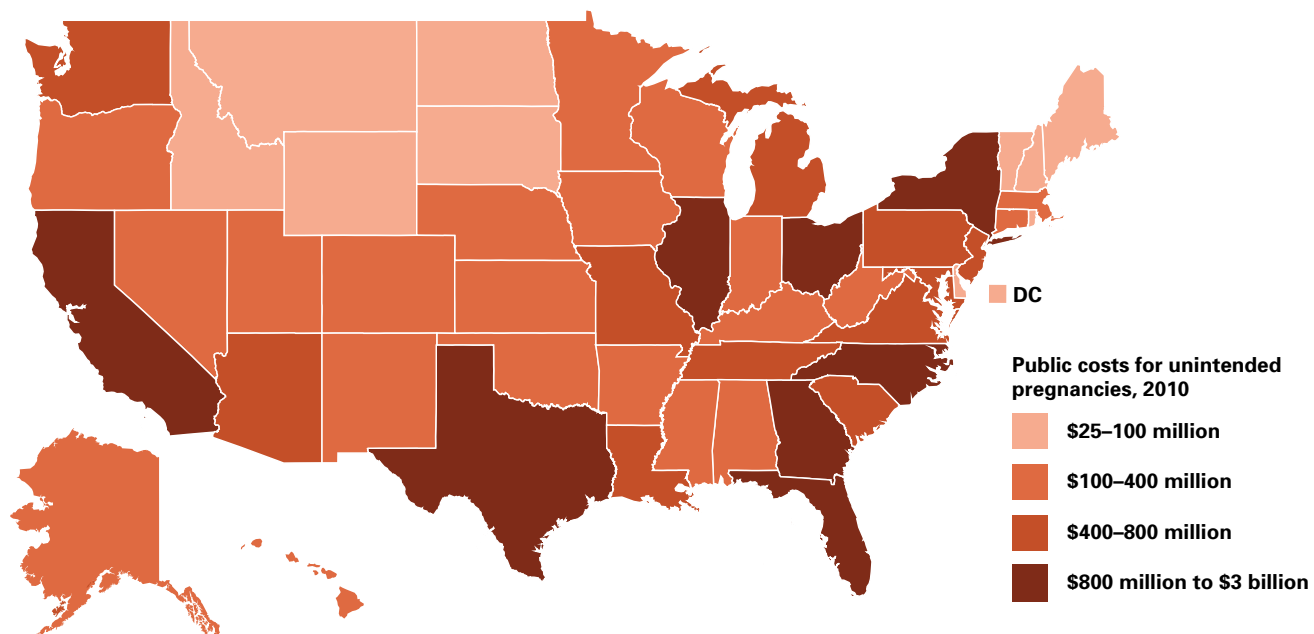 DC
Public costs for unintended
pregnancies, 2010
$25–100 million
$100–400 million
$400–800 million
$800 million to $3 billion